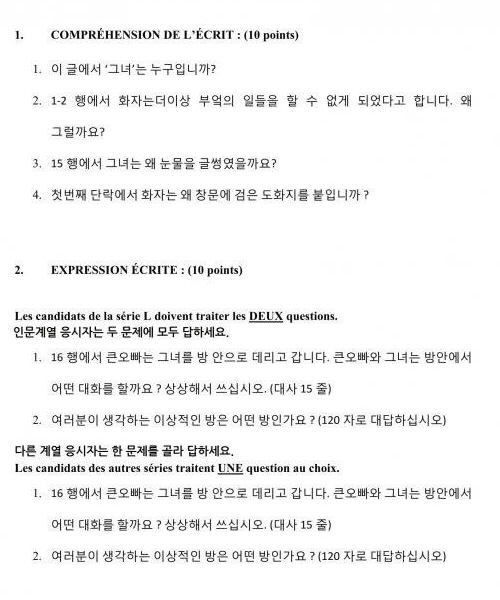 1. COMPRÉHENSION DE L'ÉCRIT : (10 points)
1. 이 글에서 '그녀'는 누구입니까?
2. 1-2 행에서 화자는더이상 부엌의 일들을 할 수 없게 되었다고 합니다. 왜
그럴까요?
3. 15 행에서 그녀는 왜 눈물을 글썽였을까요?
4. 첫번째 단락에서 화자는 왜 창문에 검은 도화지를 붙입니까 ?
2. EXPRESSION ÉCRITE : (10 points)
Les candidats de la série L doivent traiter les DEUX questions.
인문계열 응시자는 두 문제에 모두 답하세요.
1. 16 행에서 큰오빠는 그녀를 방 안으로 데리고 갑니다. 큰오빠와 그녀는 방안에서
어떤 대화를 할까요 ? 상상해서 쓰십시오. (대사 15 줄)
2. 여러분이 생각하는 이상적인 방은 어떤 방인가요 ? (120 자로 대답하십시오)
다른 계열 응시자는 한 문제를 골라 답하세요.
Les candidats des autres séries traitent UNE question au choix.
1. 16 행에서 큰오빠는 그녀를 방 안으로 데리고 갑니다. 큰오빠와 그녀는 방안에서
어떤 대화를 할까요 ? 상상해서 쓰십시오. (대사 15 줄)
2. 여러분이 생각하는 이상적인 방은 어떤 방인가요 ? (120 자로 대답하십시오)